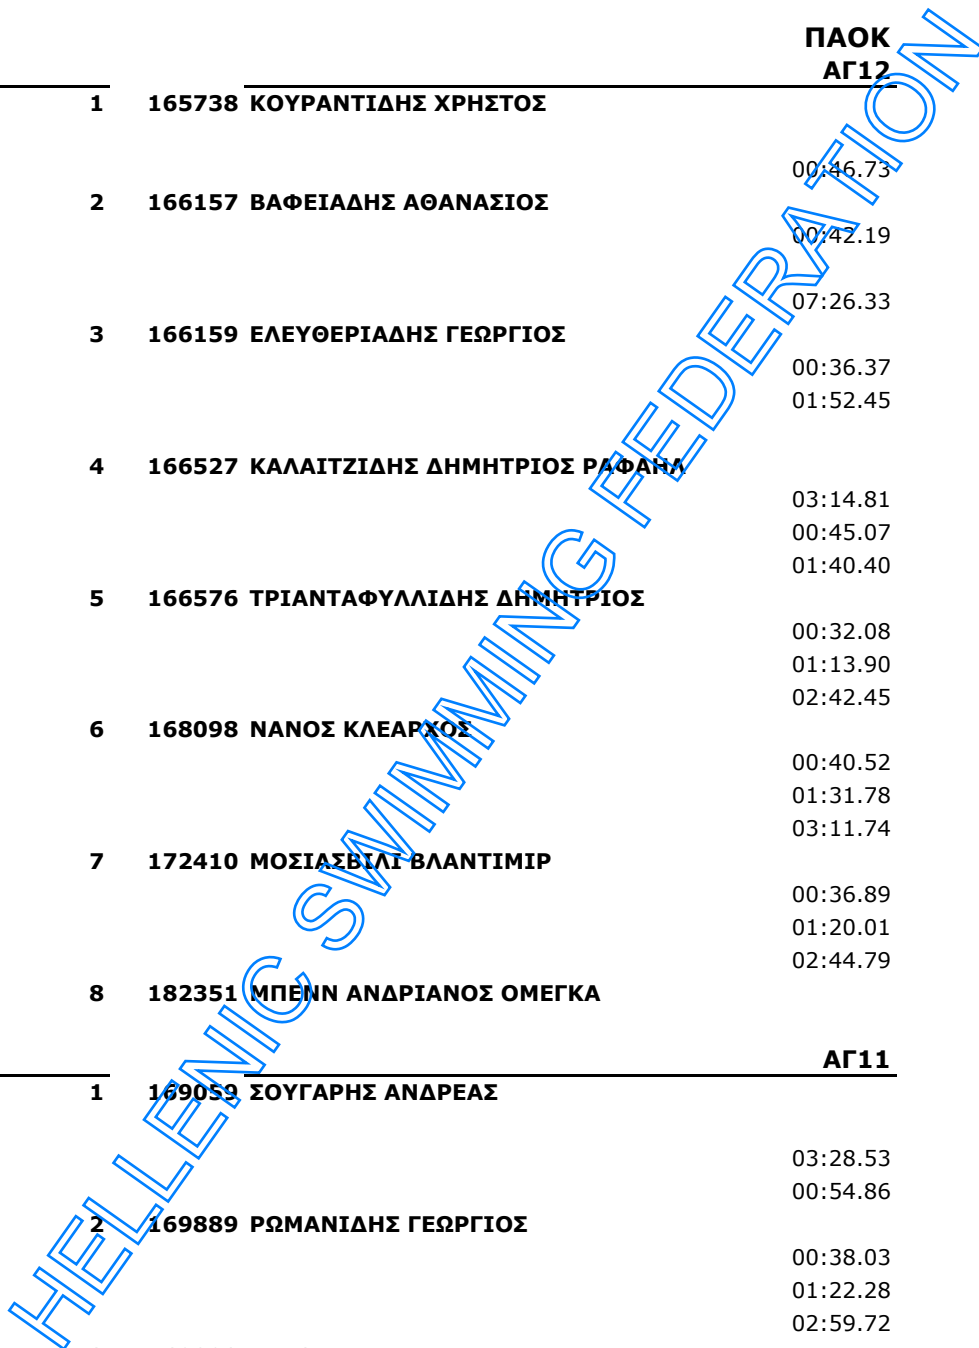 ΠΑΟΚ
ΑΓ12
1 165738 ΚΟΥΡΑΝΤΙΔΗΣ ΧΡΗΣΤΟΣ
00:46.73
2 166157 ΒΑΦΕΙΑΔΗΣ ΑΘΑΝΑΣΙΟΣ
00:42.19
07:26.33
3 166159 ΕΛΕΥΘΕΡΙΑΔΗΣ ΓΕΩΡΓΙΟΣ
00:36.37
01:52.45
4 166527 ΚΑΛΑΙΤΖΙΔΗΣ ΔΗΜΗΤΡΙΟΣ ΡΑΦΑΗΛ
03:14.81
00:45.07
01:40.40
5 166576 ΤΡΙΑΝΤΑΦΥΛΛΙΔΗΣ ΔΗΜΗΤΡΙΟΣ
00:32.08
01:13.90
02:42.45
6 168098 ΝΑΝΟΣ ΚΛΕΑΡΧΟΣ
00:40.52
01:31.78
03:11.74
7 172410 ΜΟΣΙΑΣΒΙΛΙ ΒΛΑΝΤΙΜΙΡ
00:36.89
01:20.01
02:44.79
8 182351 ΜΠΕΝΝ ΑΝΔΡΙΑΝΟΣ ΟΜΕΓΚΑ
ΑΓ11
1 169059 ΣΟΥΓΑΡΗΣ ΑΝΔΡΕΑΣ
03:28.53
00:54.86
2 169889 ΡΩΜΑΝΙΔΗΣ ΓΕΩΡΓΙΟΣ
00:38.03
01:22.28
02:59.72
HELLENIC SWIMMING FEDERATION